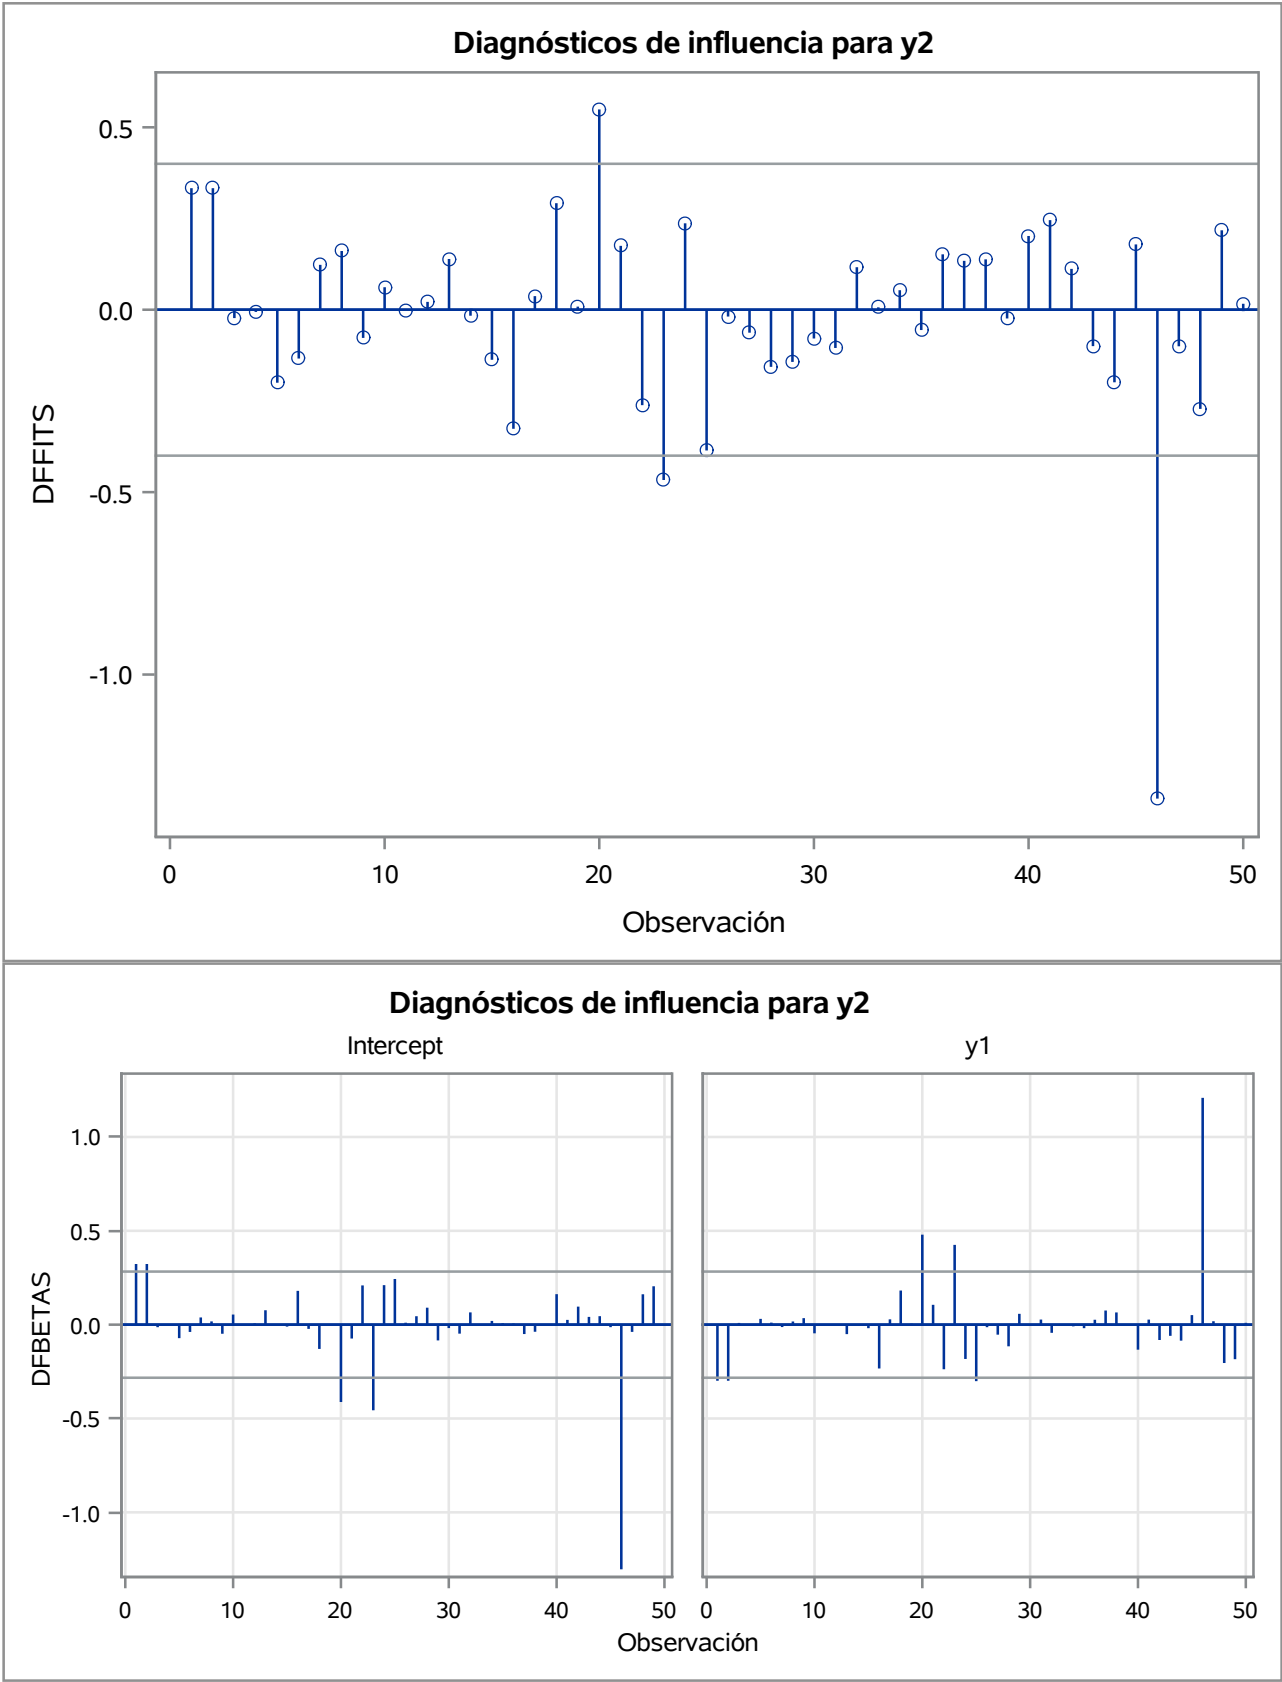 Diagnósticos de influencia para y2
0.5
0.0
-0.5
-1.0
DFFITS
0 10 20 30 40 50
Observación
Diagnósticos de influencia para y2
Intercept y1
1.0
0.5
0.0
-0.5
-1.0
DFBETAS
0 10 20 30 40 50 0 10 20 30 40 50
Observación